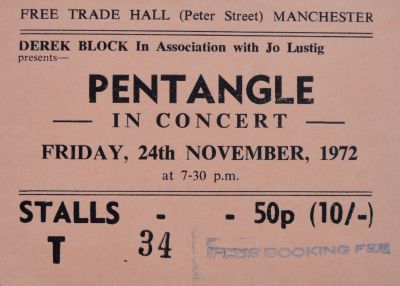 FREE TRADE HALL (Peter Street) MANCHESTER
DEREK BLOCK In Association with Jo Lustig
presents—
PENTANGLE
— IN CONCERT —
FRIDAY, 24th NOVEMBER, 1972
at 7-30 p.m.
STALLS - - 50p (10/-)
T 34 PLUS BOOKING FEE